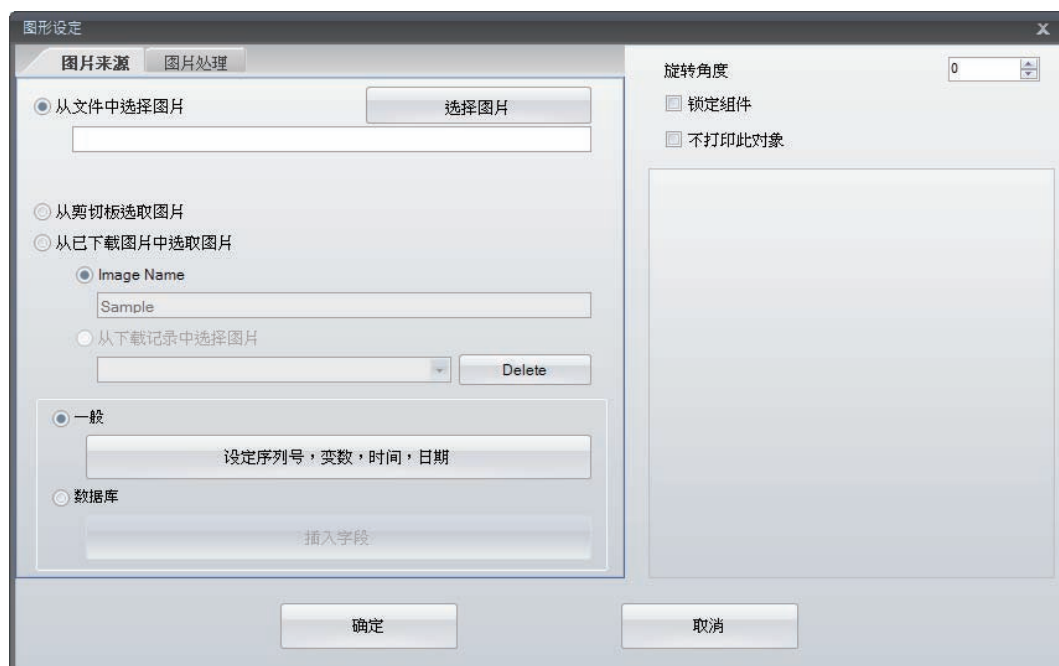 图形设定
X
图片来源 图片处理
从文件中选择图片 选择图片
从剪切板选取图片
从已下载图片中选取图片
Image Name
Sample
从下载记录中选择图片
Delete
一般
设定序列号，变数，时间，日期
数据库
插入字段
旋转角度 0
锁定组件
不打印此对象
确定 取消